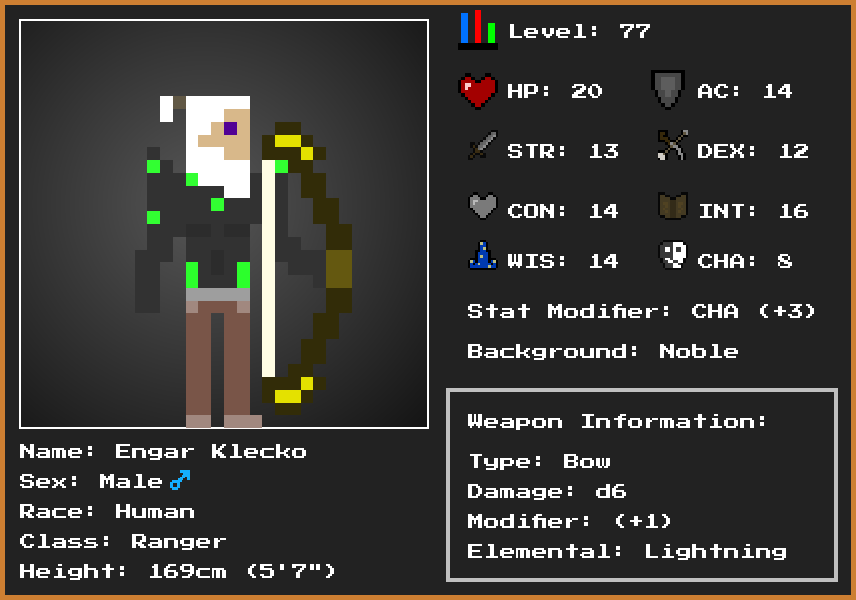 Level: 77
HP: 20 AC: 14
STR: 13 DEX: 12
CON: 14 INT: 16
WIS: 14 CHA: 8
Stat Modifier: CHA (+3)
Background: Noble
Weapon Information:
Type: Bow
Damage: d6
Modifier: (+1)
Elemental: Lightning
Name: Engar Klecko
Sex: Male ♂
Race: Human
Class: Ranger
Height: 169cm (5'7")